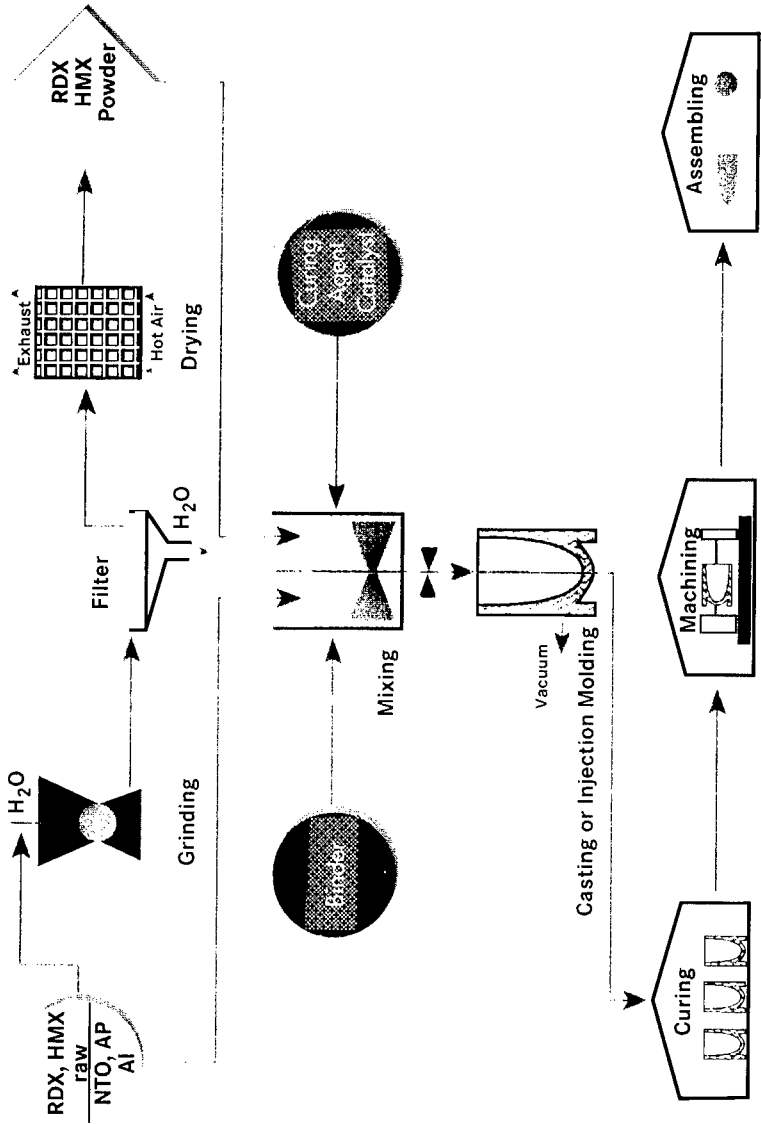 RDX, HMX
raw
NTO, AP
Al
H₂O
Grinding
Filter
H₂O
Exhaust
Hot Air
Drying
RDX
HMX
Powder
Binder
Mixing
Curing
Agent
Catalyst
Vacuum
Casting or Injection Molding
Curing
Machining
Assembling